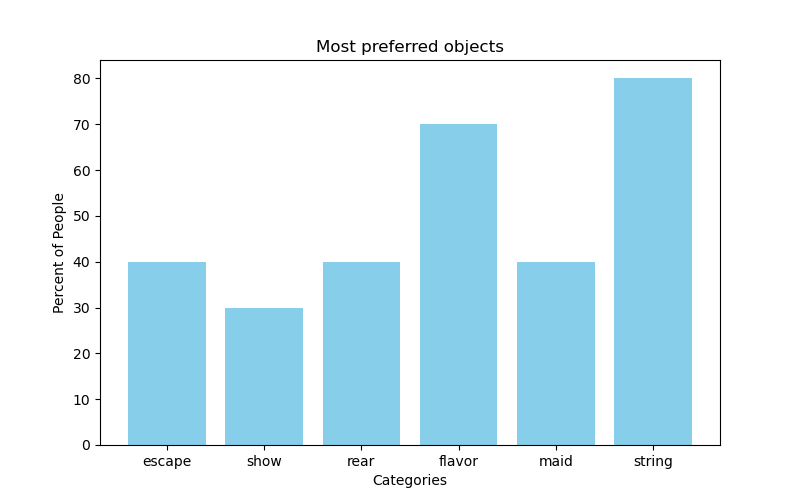 Most preferred objects
Percent of People
80
70
60
50
40
30
20
10
0
escape show rear flavor maid string
Categories